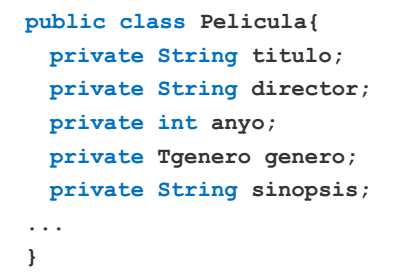 public class Pelicula{
private String titulo;
private String director;
private int anyo;
private Tgenero genero;
private String sinopsis;
...
}